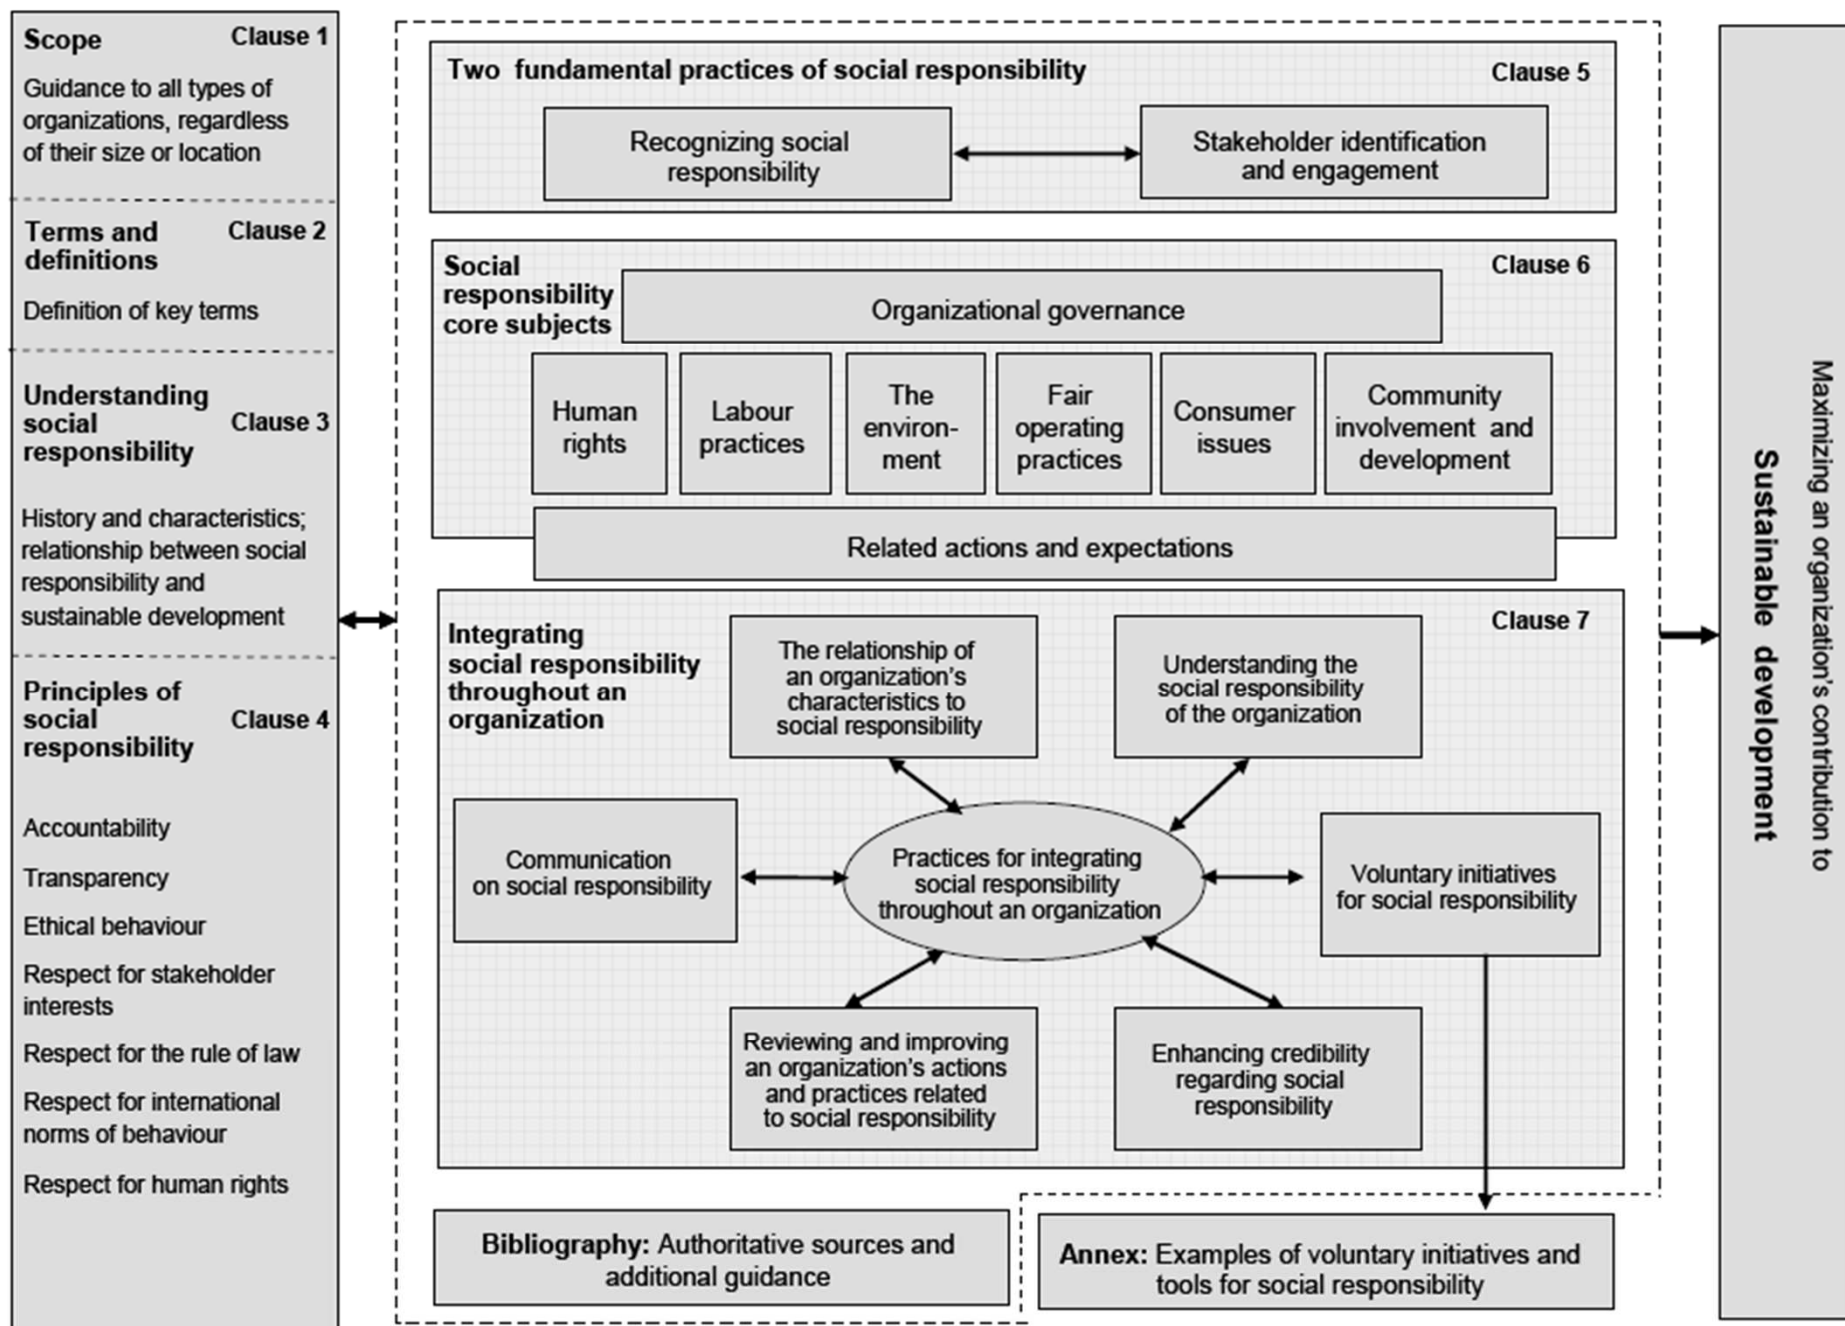 Scope Clause 1
Guidance to all types of
organizations, regardless
of their size or location
Terms and Clause 2
definitions
Definition of key terms
Understanding
social Clause 3
responsibility
History and characteristics;
relationship between social
responsibility and
sustainable development
Principles of
social Clause 4
responsibility
Accountability
Transparency
Ethical behaviour
Respect for stakeholder
interests
Respect for the rule of law
Respect for international
norms of behaviour
Respect for human rights
Two fundamental practices of social responsibility Clause 5
Recognizing social
responsibility
Stakeholder identification
and engagement
Social
responsibility
core subjects
Clause 6
Organizational governance
Human
rights
Labour
practices
The
environ-
ment
Fair
operating
practices
Consumer
issues
Community
involvement and
development
Related actions and expectations
Integrating
social responsibility
throughout an
organization
Clause 7
The relationship of
an organization's
characteristics to
social responsibility
Understanding the
social responsibility
of the organization
Communication
on social responsibility
Practices for integrating
social responsibility
throughout an organization
Voluntary initiatives
for social responsibility
Reviewing and improving
an organization's actions
and practices related
to social responsibility
Enhancing credibility
regarding social
responsibility
Bibliography: Authoritative sources and
additional guidance
Annex: Examples of voluntary initiatives and
tools for social responsibility
Maximizing an organization's contribution to
Sustainable development